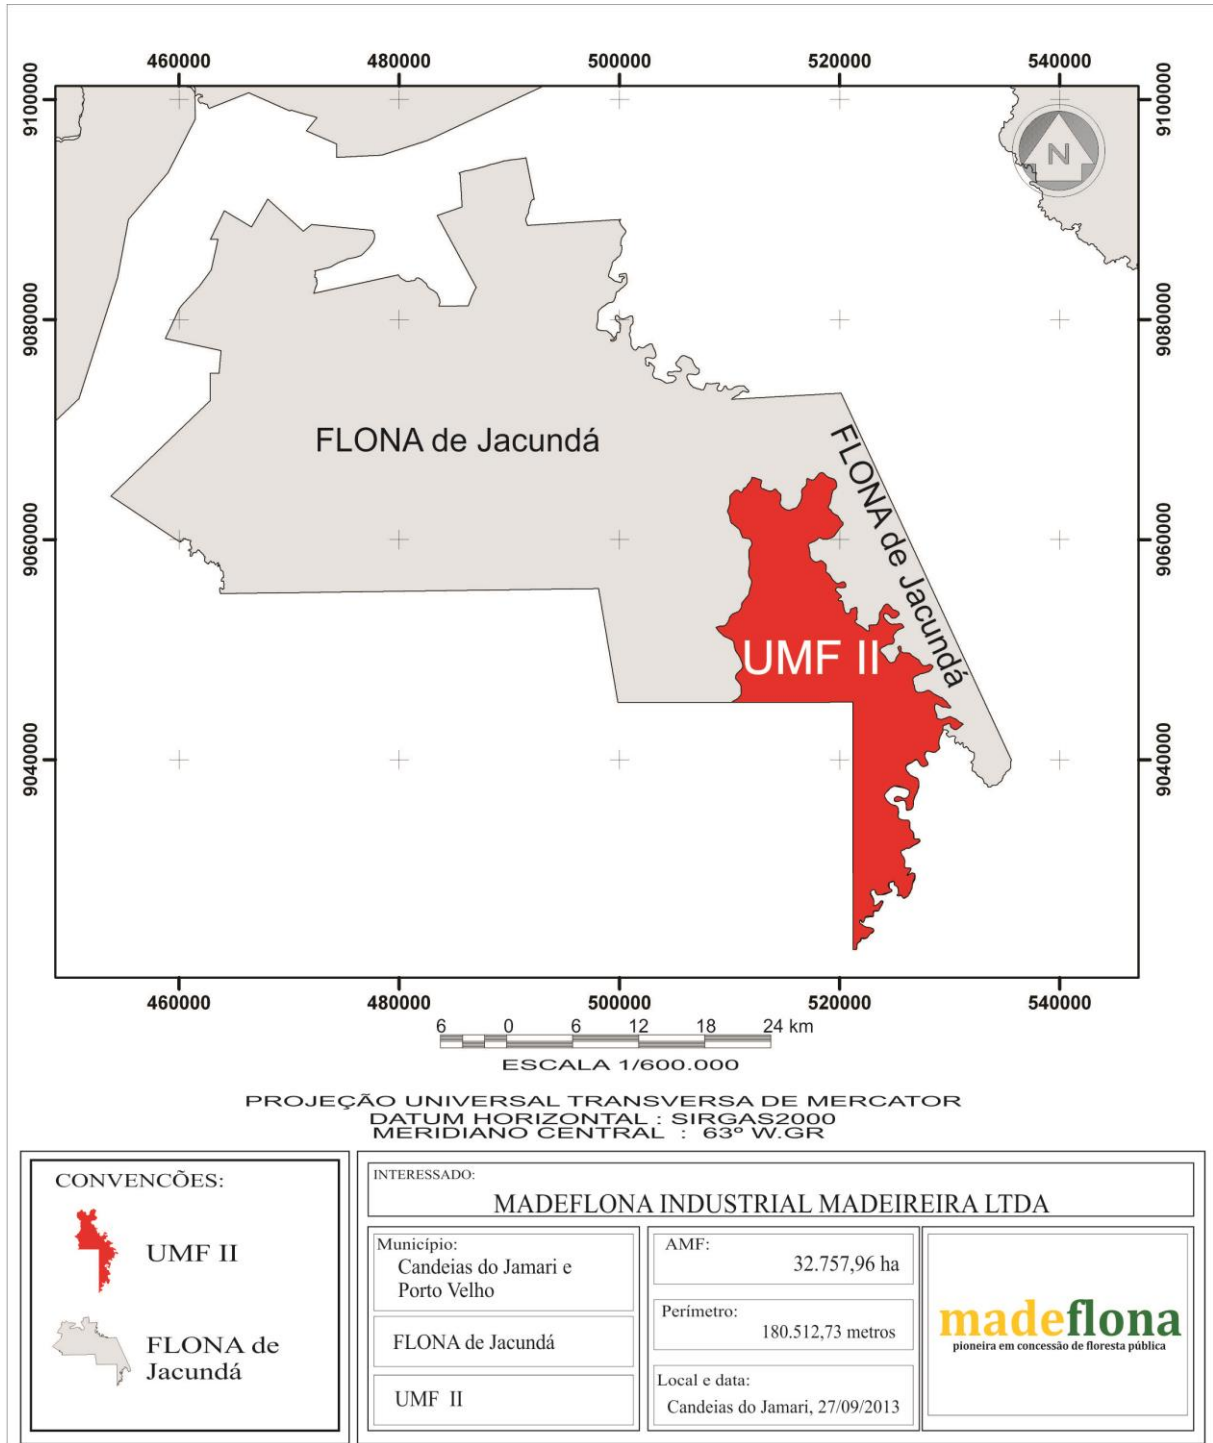 460000 480000 500000 520000 540000
9100000
9100000
N
9080000
9080000
FLONA de Jacundá
FLONA de Jacundá
9060000
9060000
UMF II
9040000
9040000
460000 480000 500000 520000 540000
6 0 6 12 18 24 km
ESCALA 1/600.000
PROJEÇÃO UNIVERSAL TRANSVERSA DE MERCATOR
DATUM HORIZONTAL : SIRGAS2000
MERIDIANO CENTRAL : 63º W.GR
CONVENCÕES:
UMF II
FLONA de
Jacundá
INTERESSADO:
MADEFLONA INDUSTRIAL MADEIREIRA LTDA
Município:
Candeias do Jamari e
Porto Velho
FLONA de Jacundá
UMF II
AMF:
32.757,96 ha
Perímetro:
180.512,73 metros
Local e data:
Candeias do Jamari, 27/09/2013
madeflona
pioneira em concessão de floresta pública